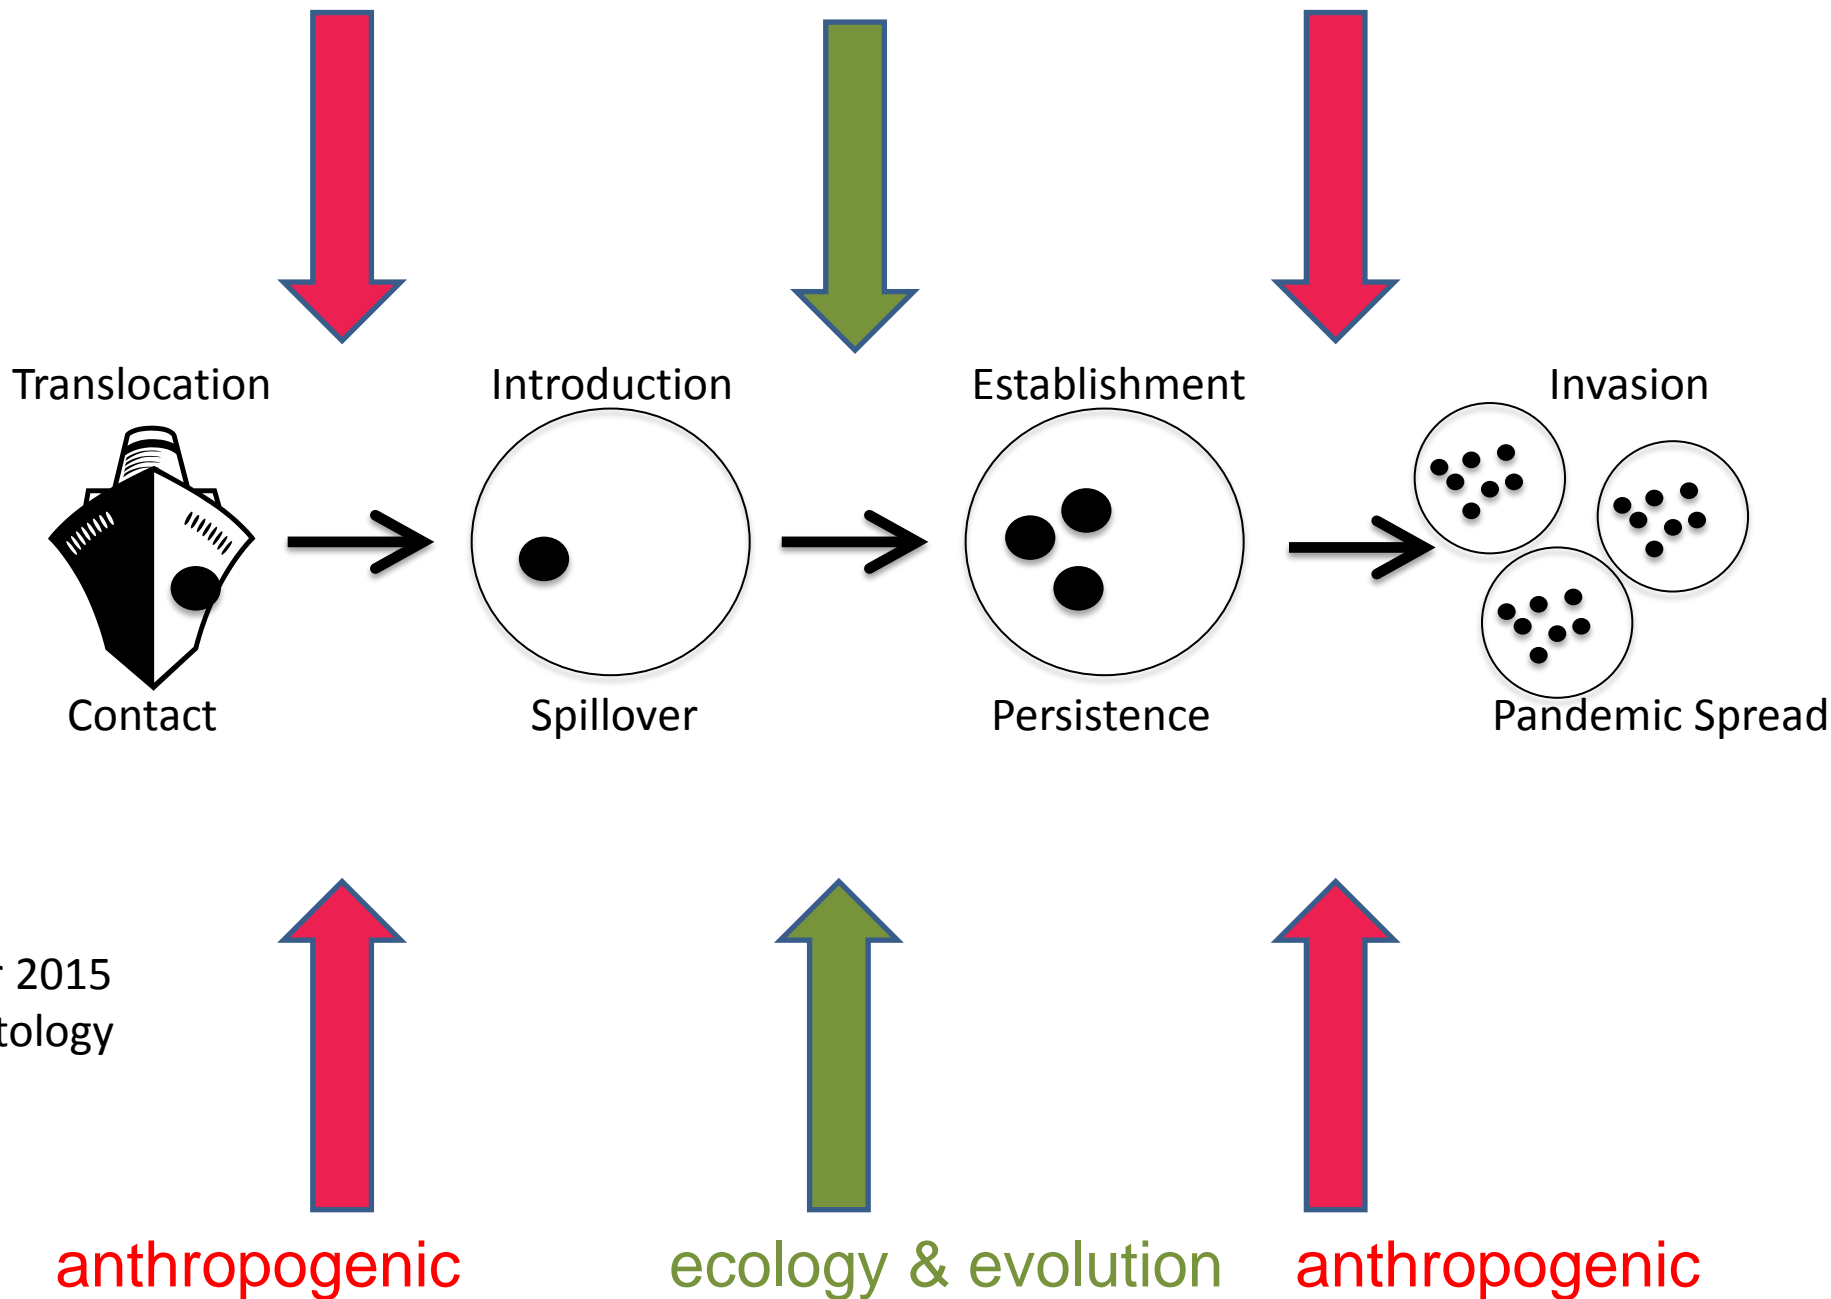 Translocation Introduction Establishment Invasion
Contact Spillover Persistence Pandemic Spread
2015
anthropogenic ecology & evolution anthropogenic